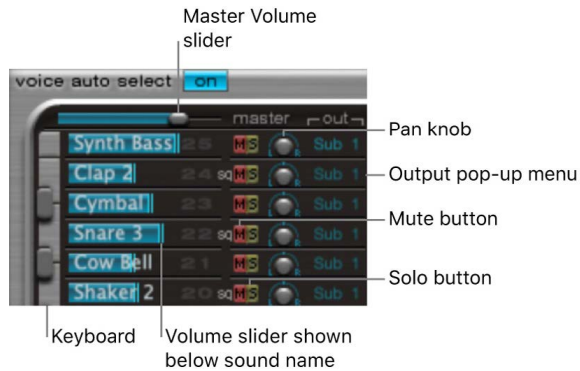 Master Volume
slider
voice auto select on
master out
Synth Bass 25 M S R Sub 1
Clap 2 24 sq M S R Sub 1
Cymbal 23 M S R Sub 1
Snare 3 22 sq M S R Sub 1
Cow Bell 21 M S R Sub 1
Shaker 2 20 sq M S R Sub 1
Pan knob
Output pop-up menu
Mute button
Solo button
Keyboard
Volume slider shown
below sound name